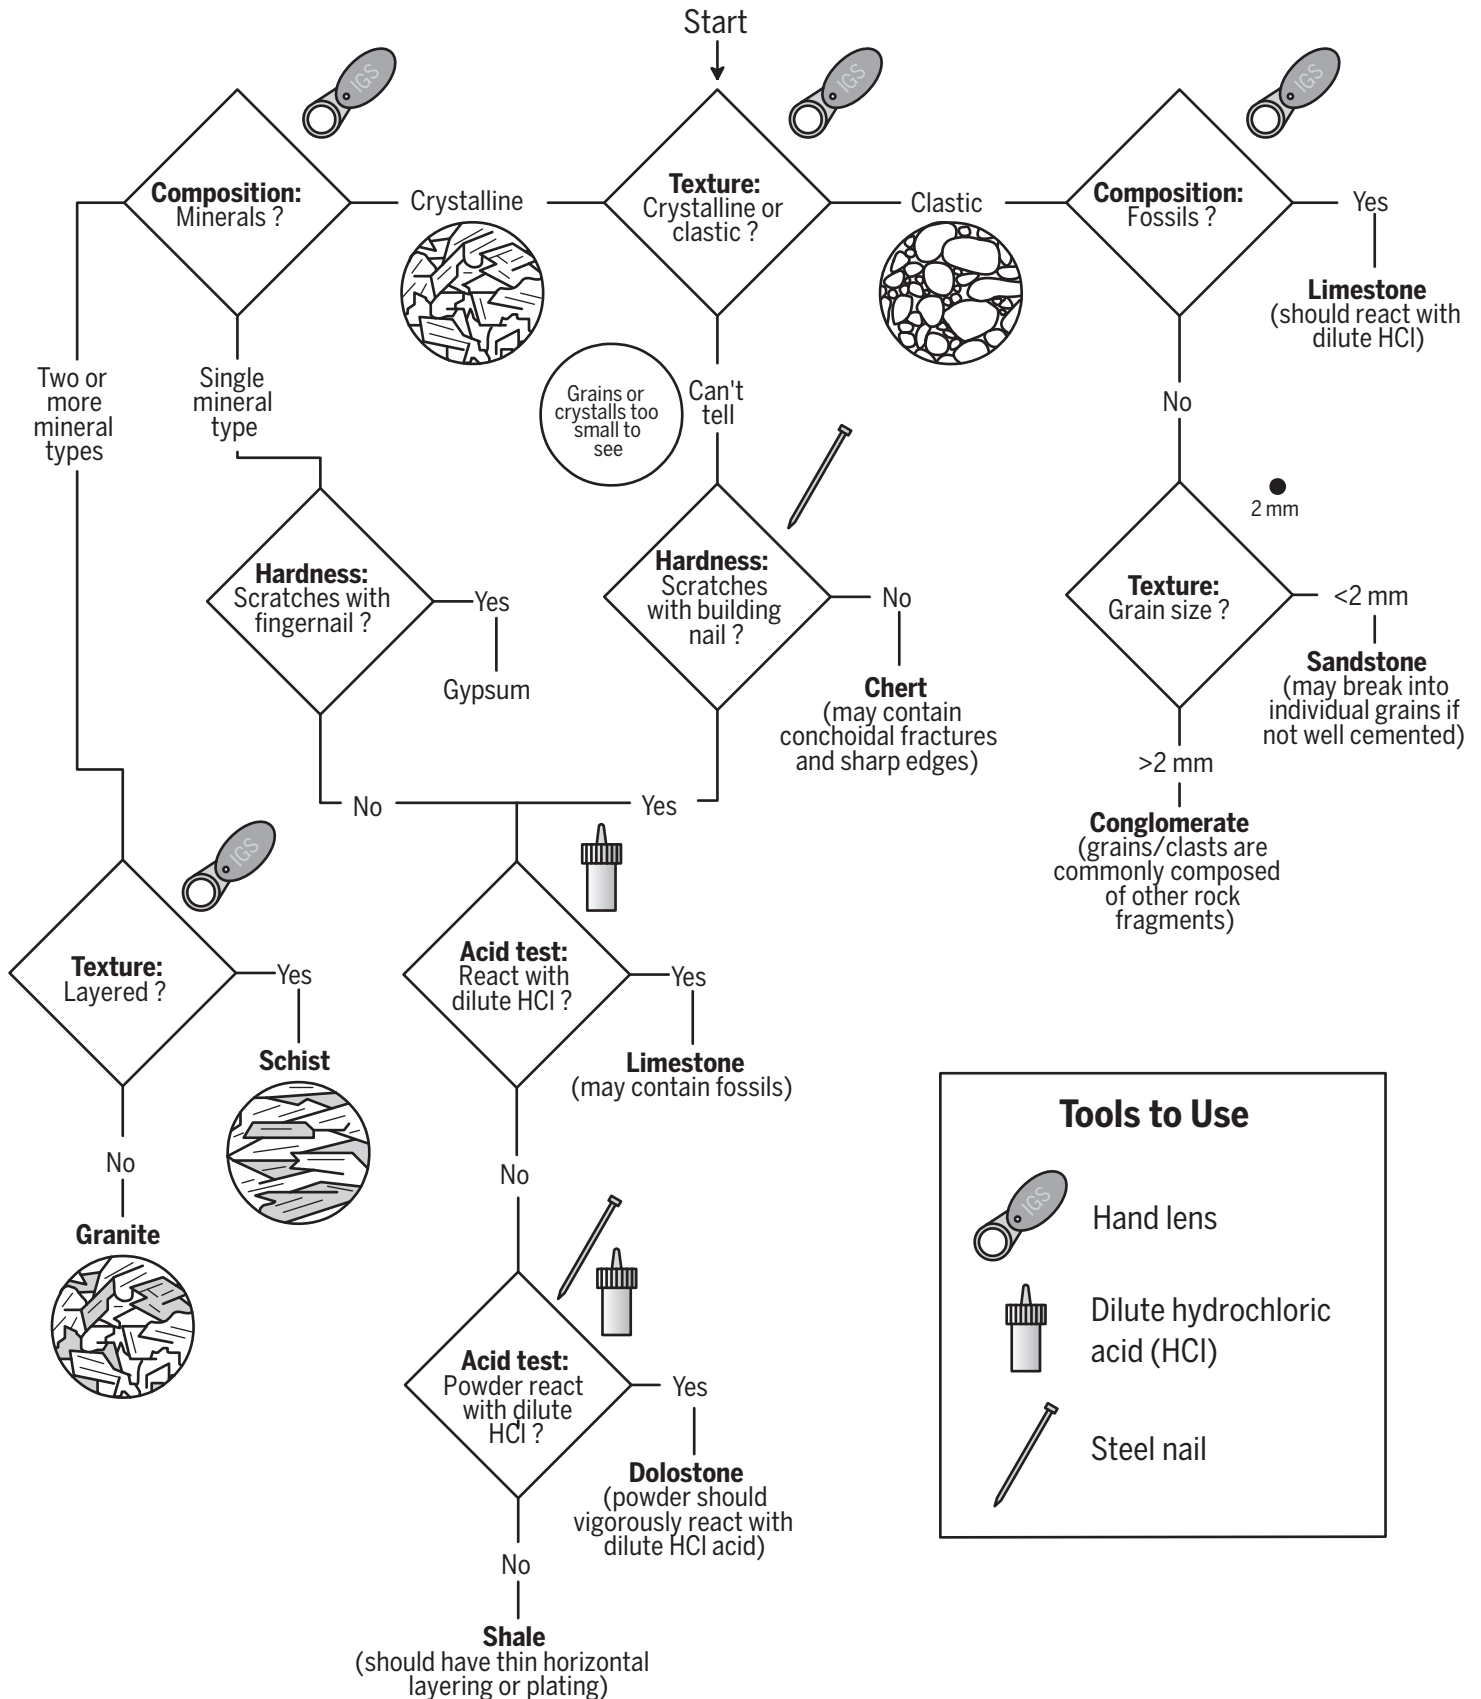 Start
IGS
IGS
IGS
Composition:
Minerals ?
Crystalline
Texture:
Crystalline or
clastic ?
Clastic
Composition:
Fossils ?
Yes
Limestone
(should react with
dilute HCl)
Two or
more
mineral
types
Single
mineral
type
Grains or
crystalls too
small to
see
Can't
tell
No
2 mm
Hardness:
Scratches with
fingernail ?
Yes
Gypsum
Hardness:
Scratches
with building
nail ?
No
Chert
(may contain
conchoidal fractures
and sharp edges)
Texture:
Grain size ?
<2 mm
Sandstone
(may break into
individual grains if
not well cemented)
>2 mm
Conglomerate
(grains/clasts are
commonly composed
of other rock
fragments)
No
Yes
IGS
Texture:
Layered ?
Yes
Schist
No
Granite
Acid test:
React with
dilute HCl ?
Yes
Limestone
(may contain fossils)
No
Acid test:
Powder react
with dilute
HCl ?
Yes
Dolostone
(powder should
vigorously react with
dilute HCl acid)
No
Shale
(should have thin horizontal
layering or plating)
Tools to Use
IGS
Hand lens
Dilute hydrochloric
acid (HCl)
Steel nail